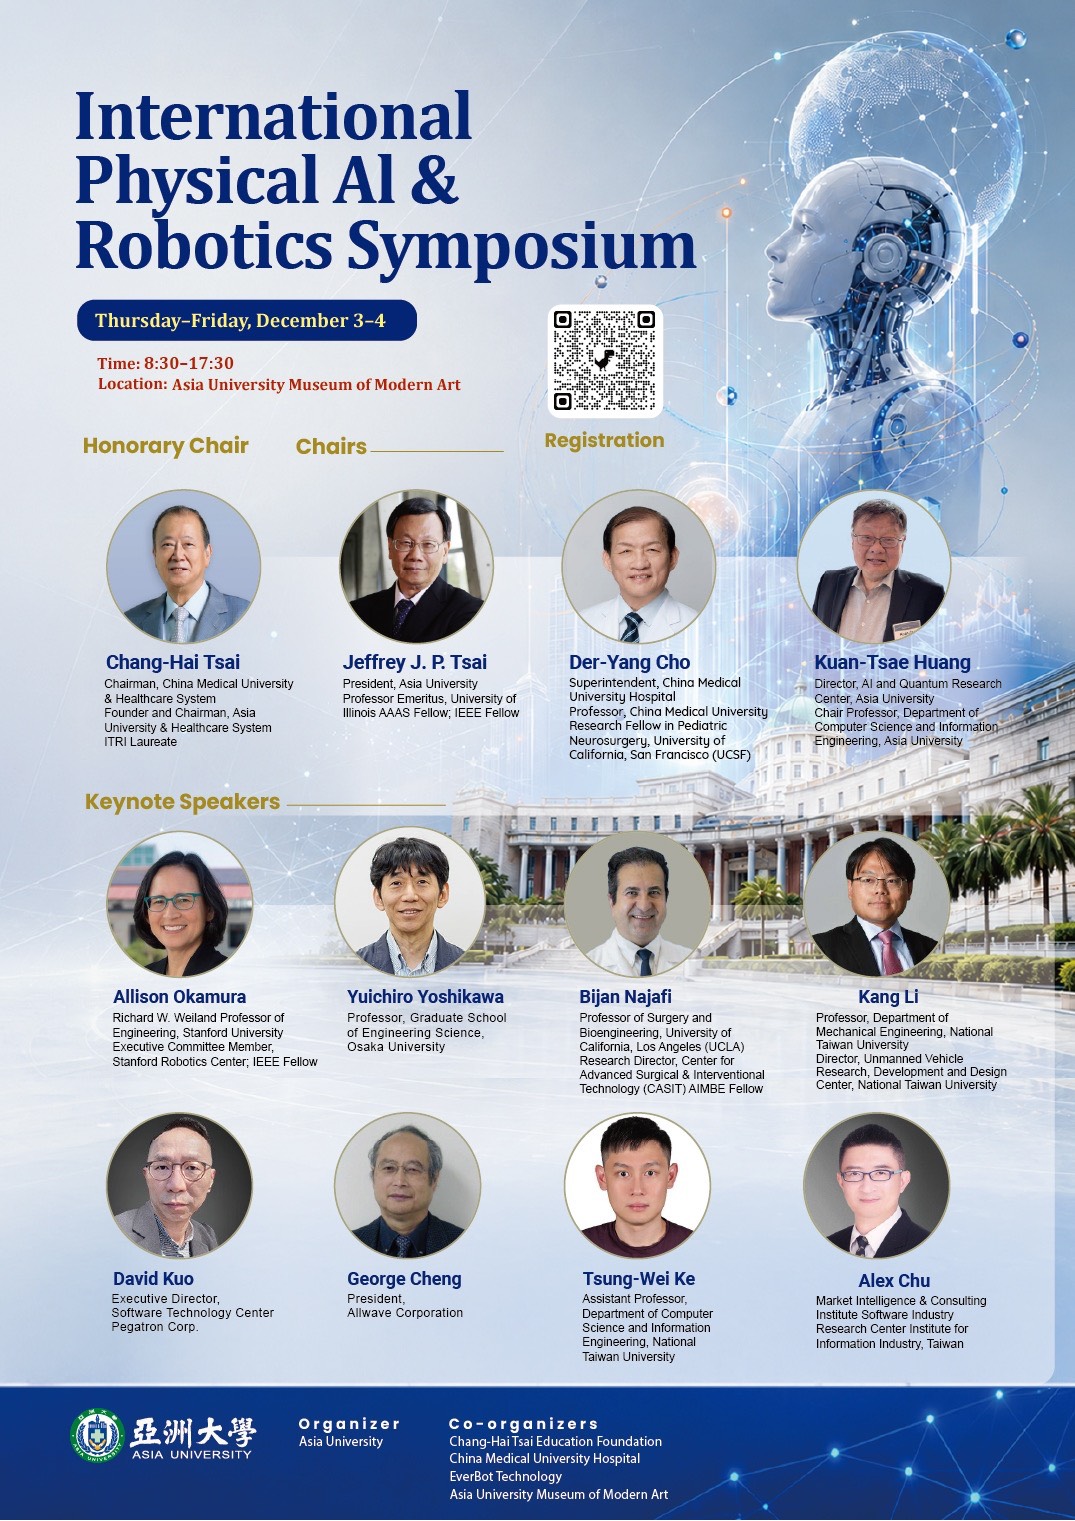 International
Physical AI &
Robotics Symposium
Thursday–Friday, December 3–4
Time: 8:30–17:30
Location: Asia University Museum of Modern Art
Registration
Honorary Chair
Chairs
Chang-Hai Tsai
Chairman, China Medical University
& Healthcare System
Founder and Chairman, Asia
University & Healthcare System
ITRI Laureate
Jeffrey J. P. Tsai
President, Asia University
Professor Emeritus, University of
Illinois AAAS Fellow; IEEE Fellow
Der-Yang Cho
Superintendent, China Medical
University Hospital
Professor, China Medical University
Research Fellow in Pediatric
Neurosurgery, University of
California, San Francisco (UCSF)
Kuan-Tsae Huang
Director, AI and Quantum Research
Center, Asia University
Chair Professor, Department of
Computer Science and Information
Engineering, Asia University
Keynote Speakers
Allison Okamura
Richard W. Weiland Professor of
Engineering, Stanford University
Executive Committee Member,
Stanford Robotics Center; IEEE Fellow
Yuichiro Yoshikawa
Professor, Graduate School
of Engineering Science,
Osaka University
Bijan Najafi
Professor of Surgery and
Bioengineering, University of
California, Los Angeles (UCLA)
Research Director, Center for
Advanced Surgical & Interventional
Technology (CASIT) AIMBE Fellow
Kang Li
Professor, Department of
Mechanical Engineering, National
Taiwan University
Director, Unmanned Vehicle
Research, Development and Design
Center, National Taiwan University
David Kuo
Executive Director,
Software Technology Center
Pegatron Corp.
George Cheng
President,
Allwave Corporation
Tsung-Wei Ke
Assistant Professor,
Department of Computer
Science and Information
Engineering, National
Taiwan University
Alex Chu
Market Intelligence & Consulting
Institute Software Industry
Research Center Institute for
Information Industry, Taiwan
亞洲大學
ASIA UNIVERSITY
Organizer
Asia University
Co-organizers
Chang-Hai Tsai Education Foundation
China Medical University Hospital
EverBot Technology
Asia University Museum of Modern Art